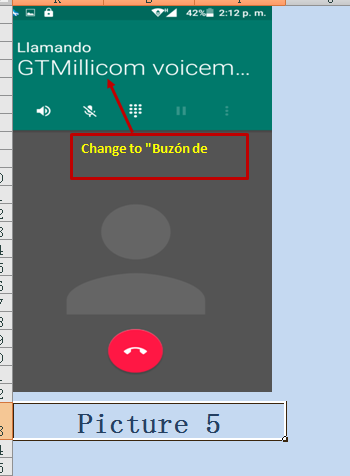 42% 2:12 p. m.
Llamando
GTMillicom voicem...
Change to "Buzón de
Picture 5